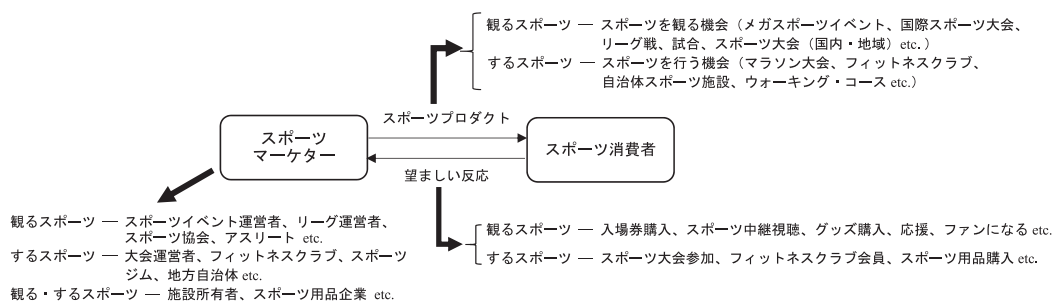 観るスポーツ — スポーツを観る機会(メガスポーツイベント、国際スポーツ大会、
リーグ戦、試合、スポーツ大会(国内・地域)etc.)
するスポーツ — スポーツを行う機会(マラソン大会、フィットネスクラブ、
自治体スポーツ施設、ウォーキング・コース etc.)
スポーツプロダクト
スポーツ
マーケター
スポーツ消費者
望ましい反応
観るスポーツ — スポーツイベント運営者、リーグ運営者、
スポーツ協会、アスリート etc.
するスポーツ — 大会運営者、フィットネスクラブ、スポーツ
ジム、地方自治体 etc.
観る・するスポーツ — 施設所有者、スポーツ用品企業 etc.
観るスポーツ — 入場券購入、スポーツ中継視聴、グッズ購入、応援、ファンになる etc.
するスポーツ — スポーツ大会参加、フィットネスクラブ会員、スポーツ用品購入 etc.